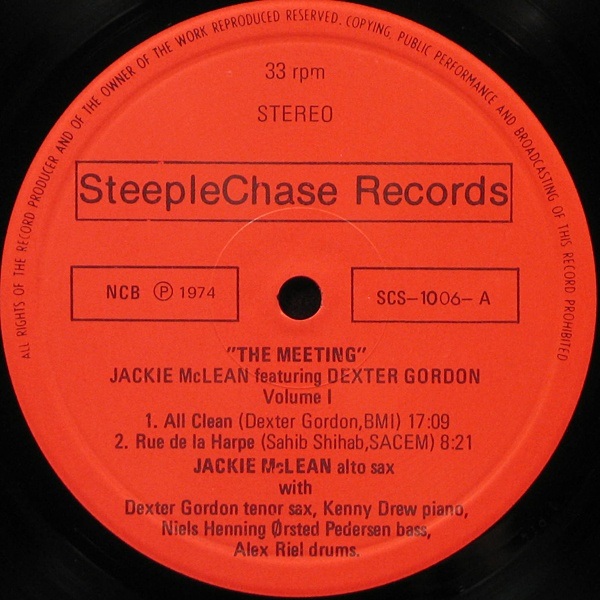 ALL RIGHTS OF THE RECORD PRODUCER AND OF THE OWNER OF THE WORK REPRODUCED RESERVED. COPYING, PUBLIC PERFORMANCE AND BROADCASTING OF THIS RECORD PROHIBITED
33 rpm
STEREO
SteepleChase Records
NCB Ⓟ 1974
SCS-1006- A
"THE MEETING"
JACKIE McLEAN featuring DEXTER GORDON
Volume I
1. All Clean (Dexter Gordon,BMI) 17:09
2. Rue de la Harpe (Sahib Shihab,SACEM) 8:21
JACKIE McLEAN alto sax
with
Dexter Gordon tenor sax, Kenny Drew piano,
Niels Henning Ørsted Pedersen bass,
Alex Riel drums.